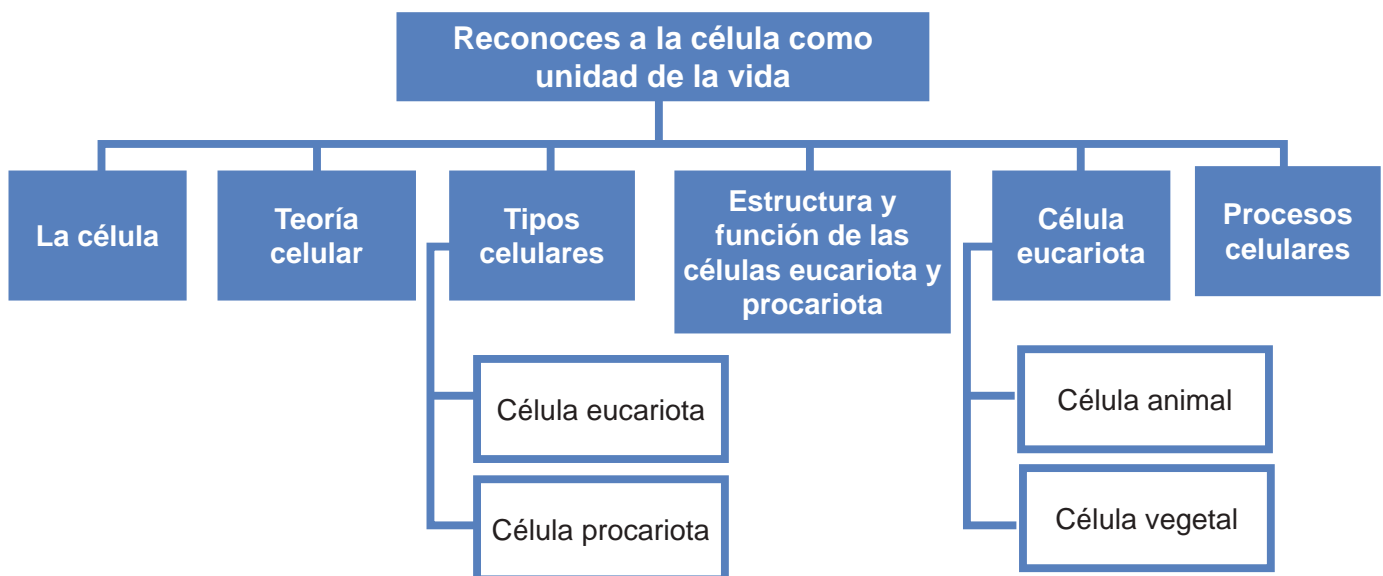 Reconoces a la célula como
unidad de la vida
La célula
Teoría
celular
Tipos
celulares
Estructura y
función de las
células eucariota y
procariota
Célula
eucariota
Procesos
celulares
Célula eucariota
Célula procariota
Célula animal
Célula vegetal